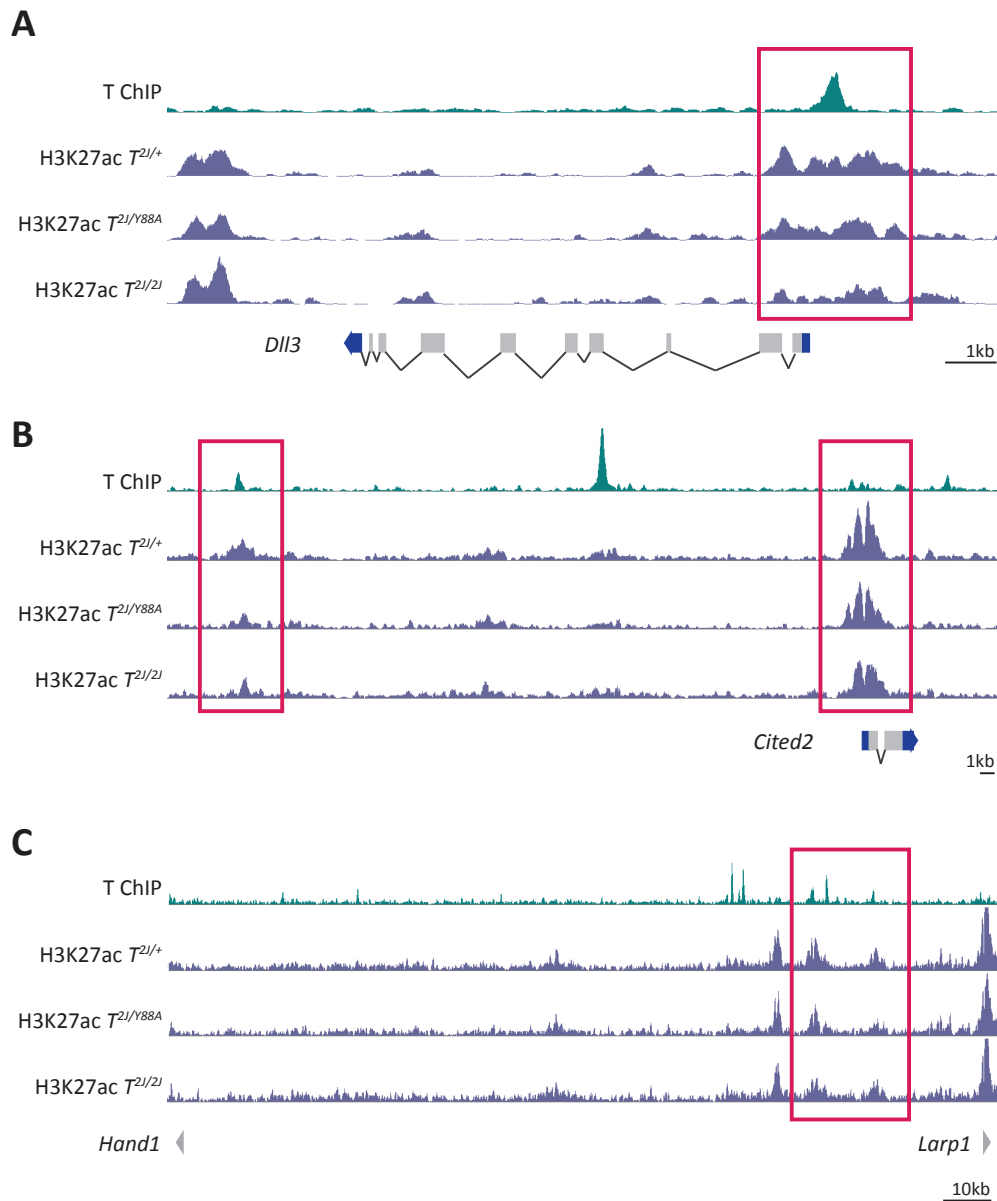 A
T ChIP
H3K27ac T2J/+
H3K27ac T2J/Y88A
H3K27ac T2J/2J
Dll3
1kb
B
T ChIP
H3K27ac T2J/+
H3K27ac T2J/Y88A
H3K27ac T2J/2J
Cited2
1kb
C
T ChIP
H3K27ac T2J/+
H3K27ac T2J/Y88A
H3K27ac T2J/2J
Hand1 Larp1
10kb